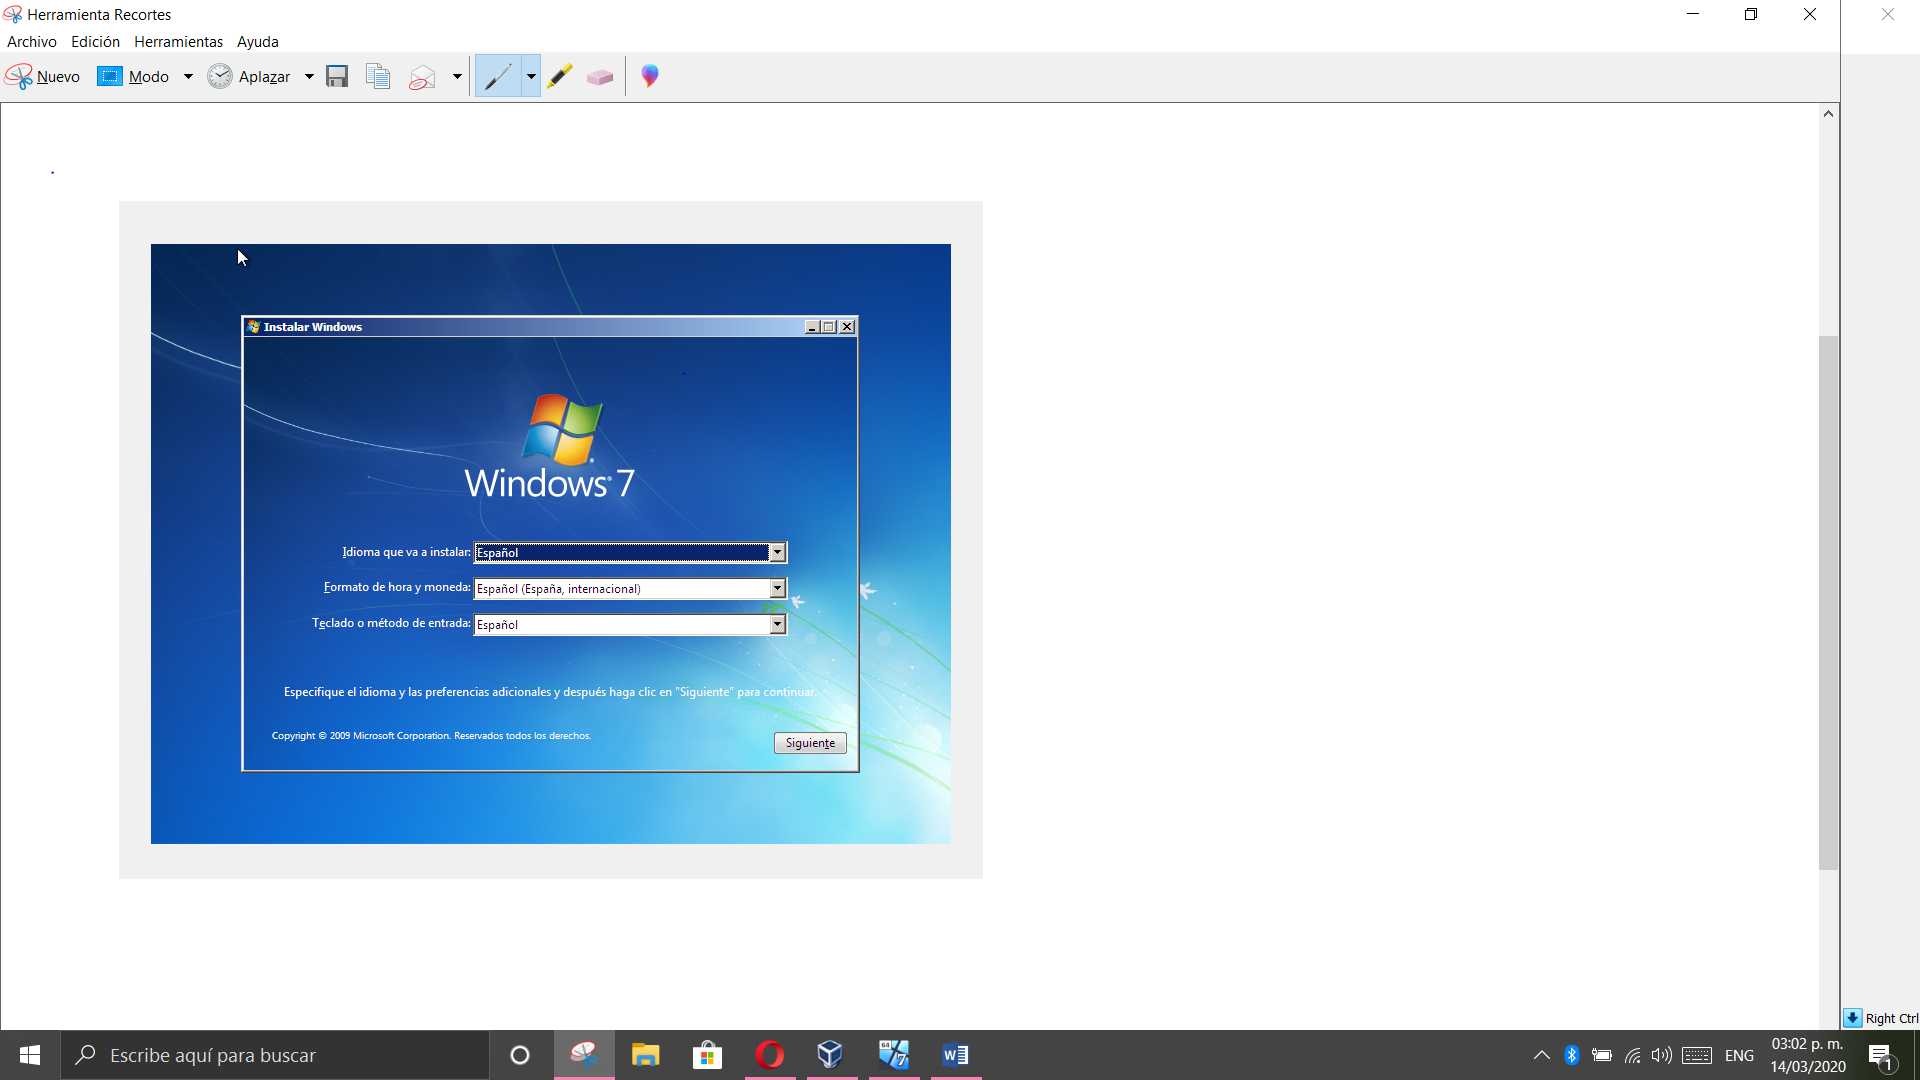 Herramienta Recortes
Archivo Edición Herramientas Ayuda
Nuevo Modo Aplazar
Instalar Windows
Windows® 7
Idioma que va a instalar: Español
Formato de hora y moneda: Español (España, internacional)
Teclado o método de entrada: Español
Especifique el idioma y las preferencias adicionales y después haga clic en "Siguiente" para continuar.
Copyright © 2009 Microsoft Corporation. Reservados todos los derechos.
Siguiente
Right Ctrl
Escribe aquí para buscar
64
7
W
ENG
03:02 p. m.
14/03/2020
1